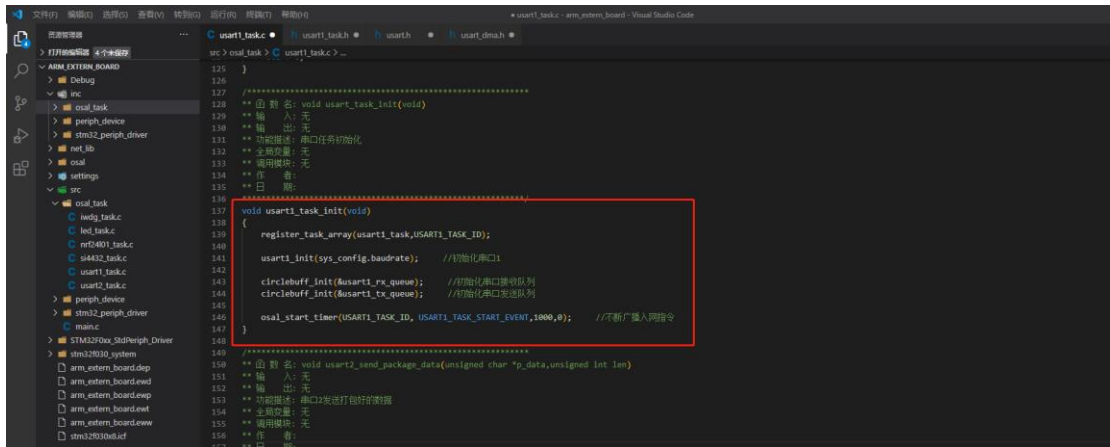 文件(F) 编辑(E) 选择(S) 查看(V) 转到(G) 运行(R) 终端(T) 帮助(H)
● usart1_task.c - arm_extern_board - Visual Studio Code
资源管理器 ...
> 打开的编辑器 4个未保存
ARM_EXTERN_BOARD
> Debug
inc
> osal_task
> periph_device
> stm32_periph_driver
> net_lib
> osal
> settings
src
osal_task
C iwdg_task.c
C led_task.c
C nrf24l01_task.c
C si4432_task.c
C usart1_task.c
C usart2_task.c
> periph_device
> stm32_periph_driver
C main.c
> STM32F0xx_StdPeriph_Driver
> stm32f030_system
arm_extern_board.dep
arm_extern_board.ewd
arm_extern_board.ewp
arm_extern_board.ewt
arm_extern_board.eww
stm32f030x8.icf
C usart1_task.c ● h usart1_task.h ● h usart.h ● h usart_dma.h ●
src > osal_task > C usart1_task.c > ...
125 }
126
127 /************************************************************
128 ** 函 数 名: void usart_task_init(void)
129 ** 输 入: 无
130 ** 输 出: 无
131 ** 功能描述: 串口任务初始化
132 ** 全局变量: 无
133 ** 调用模块: 无
134 ** 作 者:
135 ** 日 期:
136 ************************************************************/
137 void usart1_task_init(void)
138 {
139 register_task_array(usart1_task,USART1_TASK_ID);
140
141 usart1_init(sys_config.baudrate); //初始化串口1
142
143 circlebuff_init(&usart1_rx_queue); //初始化串口接收队列
144 circlebuff_init(&usart1_tx_queue); //初始化串口发送队列
145
146 osal_start_timer(USART1_TASK_ID, USART1_TASK_START_EVENT,1000,0); //不断广播入网指令
147 }
148
149 /************************************************************
150 ** 函 数 名: void usart2_send_package_data(unsigned char *p_data,unsigned int len)
151 ** 输 入: 无
152 ** 输 出: 无
153 ** 功能描述: 串口2发送打包好的数据
154 ** 全局变量: 无
155 ** 调用模块: 无
156 ** 作 者: